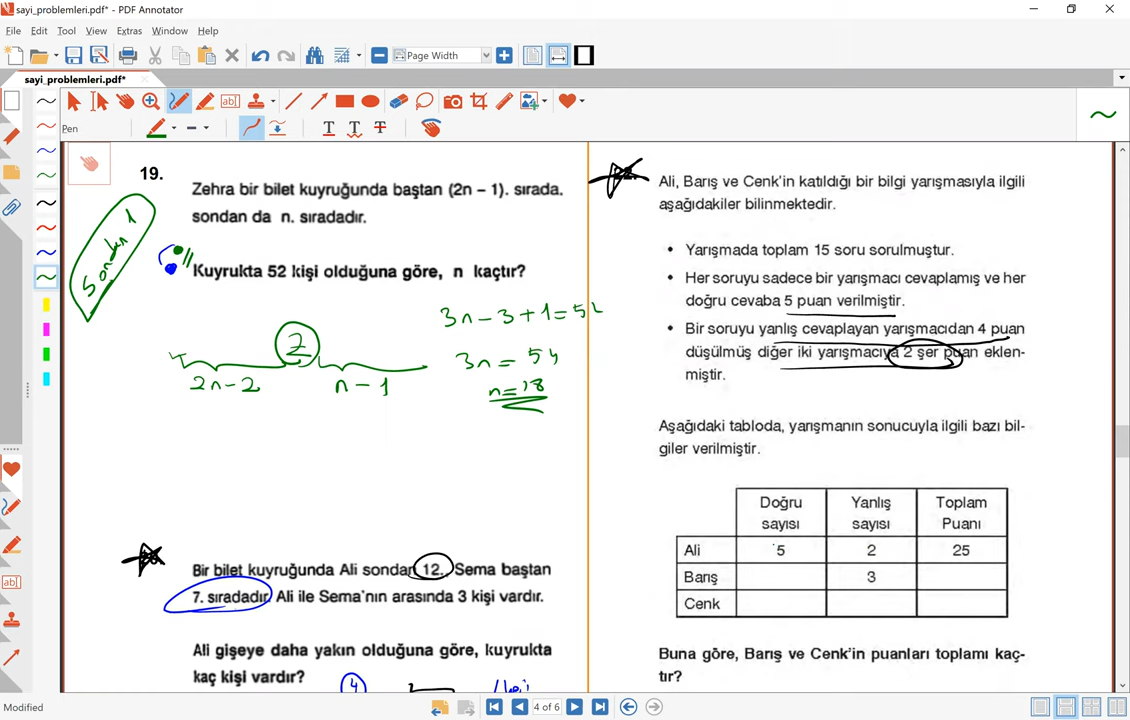 sayi_problemleri.pdf* - PDF Annotator
File Edit Tool View Extras Window Help
Page Width
sayi_problemleri.pdf*
Pen
19.
Zehra bir bilet kuyruğunda baştan (2n – 1). sırada.
sondan da n. sıradadır.
Sondan 1
Kuyrukta 52 kişi olduğuna göre, n kaçtır?
3n – 3 + 1 = 52
Z
3n = 54
2n – 2
n – 1
n = 18
Bir bilet kuyruğunda Ali sondan 12. Sema baştan
7. sıradadır. Ali ile Sema'nın arasında 3 kişi vardır.
Ali gişeye daha yakın olduğuna göre, kuyrukta
kaç kişi vardır?
4
Ali, Barış ve Cenk'in katıldığı bir bilgi yarışmasıyla ilgili
aşağıdakiler bilinmektedir.
• Yarışmada toplam 15 soru sorulmuştur.
• Her soruyu sadece bir yarışmacı cevaplamış ve her
doğru cevaba 5 puan verilmiştir.
• Bir soruyu yanlış cevaplayan yarışmacıdan 4 puan
düşülmüş diğer iki yarışmacıya 2 şer puan eklen-
miştir.
Aşağıdaki tabloda, yarışmanın sonucuyla ilgili bazı bil-
giler verilmiştir.
Doğru sayısı Yanlış sayısı Toplam Puanı
Ali 5 2 25
Barış 3
Cenk
Buna göre, Barış ve Cenk'in puanları toplamı kaç-
tır?
Modified
4 of 6